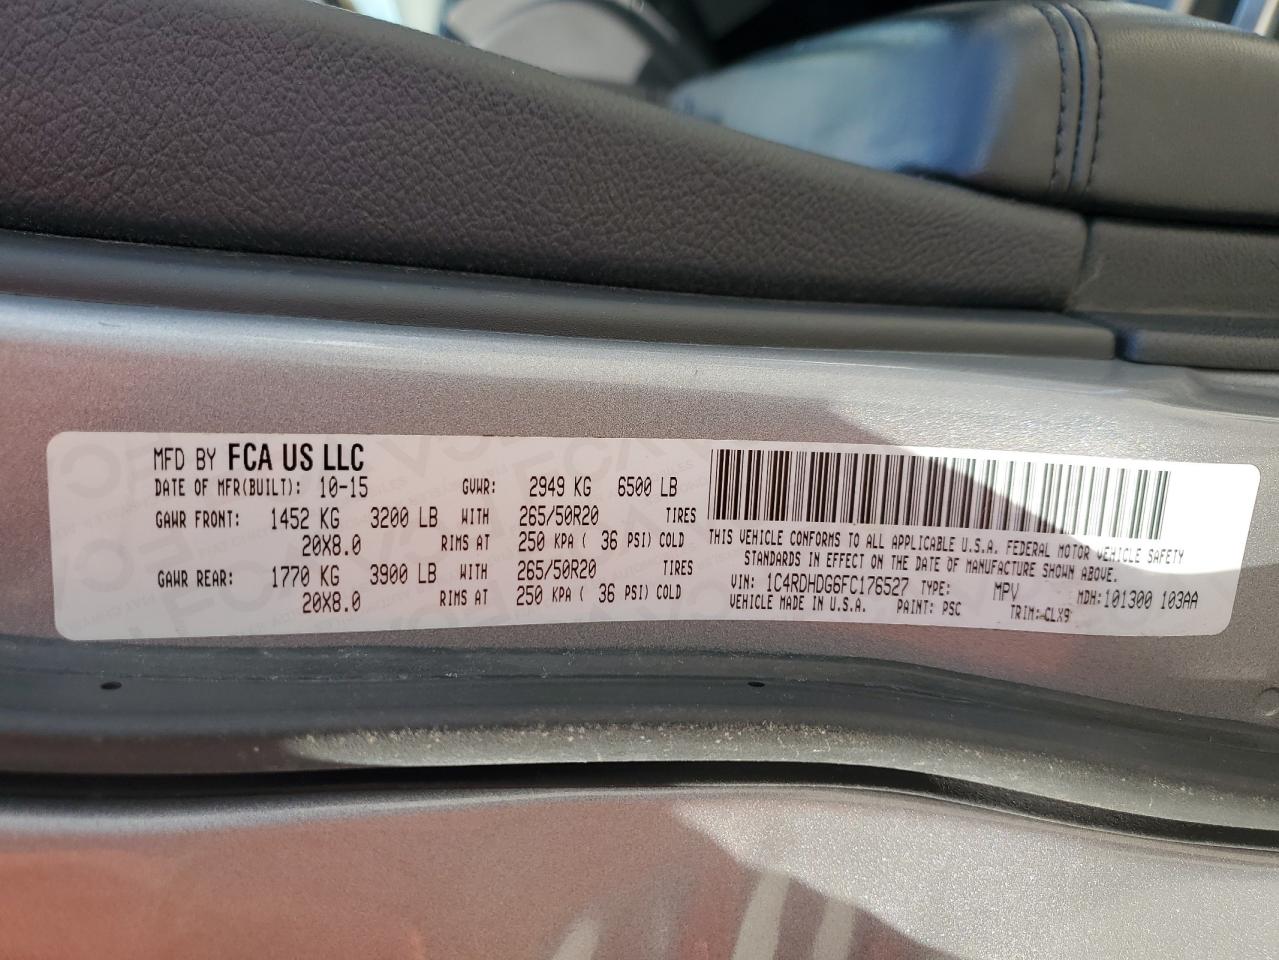 MFD BY FCA US LLC
DATE OF MFR(BUILT): 10-15 GVWR: 2949 KG 6500 LB
GAWR FRONT: 1452 KG 3200 LB WITH 265/50R20 TIRES
20X8.0 RIMS AT 250 KPA ( 36 PSI) COLD
GAWR REAR: 1770 KG 3900 LB WITH 265/50R20 TIRES
20X8.0 RIMS AT 250 KPA ( 36 PSI) COLD
THIS VEHICLE CONFORMS TO ALL APPLICABLE U.S.A. FEDERAL MOTOR VEHICLE SAFETY
STANDARDS IN EFFECT ON THE DATE OF MANUFACTURE SHOWN ABOVE.
VIN: 1C4RDHDG6FC176527 TYPE: MPV MDH: 101300 103AA
VEHICLE MADE IN U.S.A. PAINT: PSC TRIM: CLX9